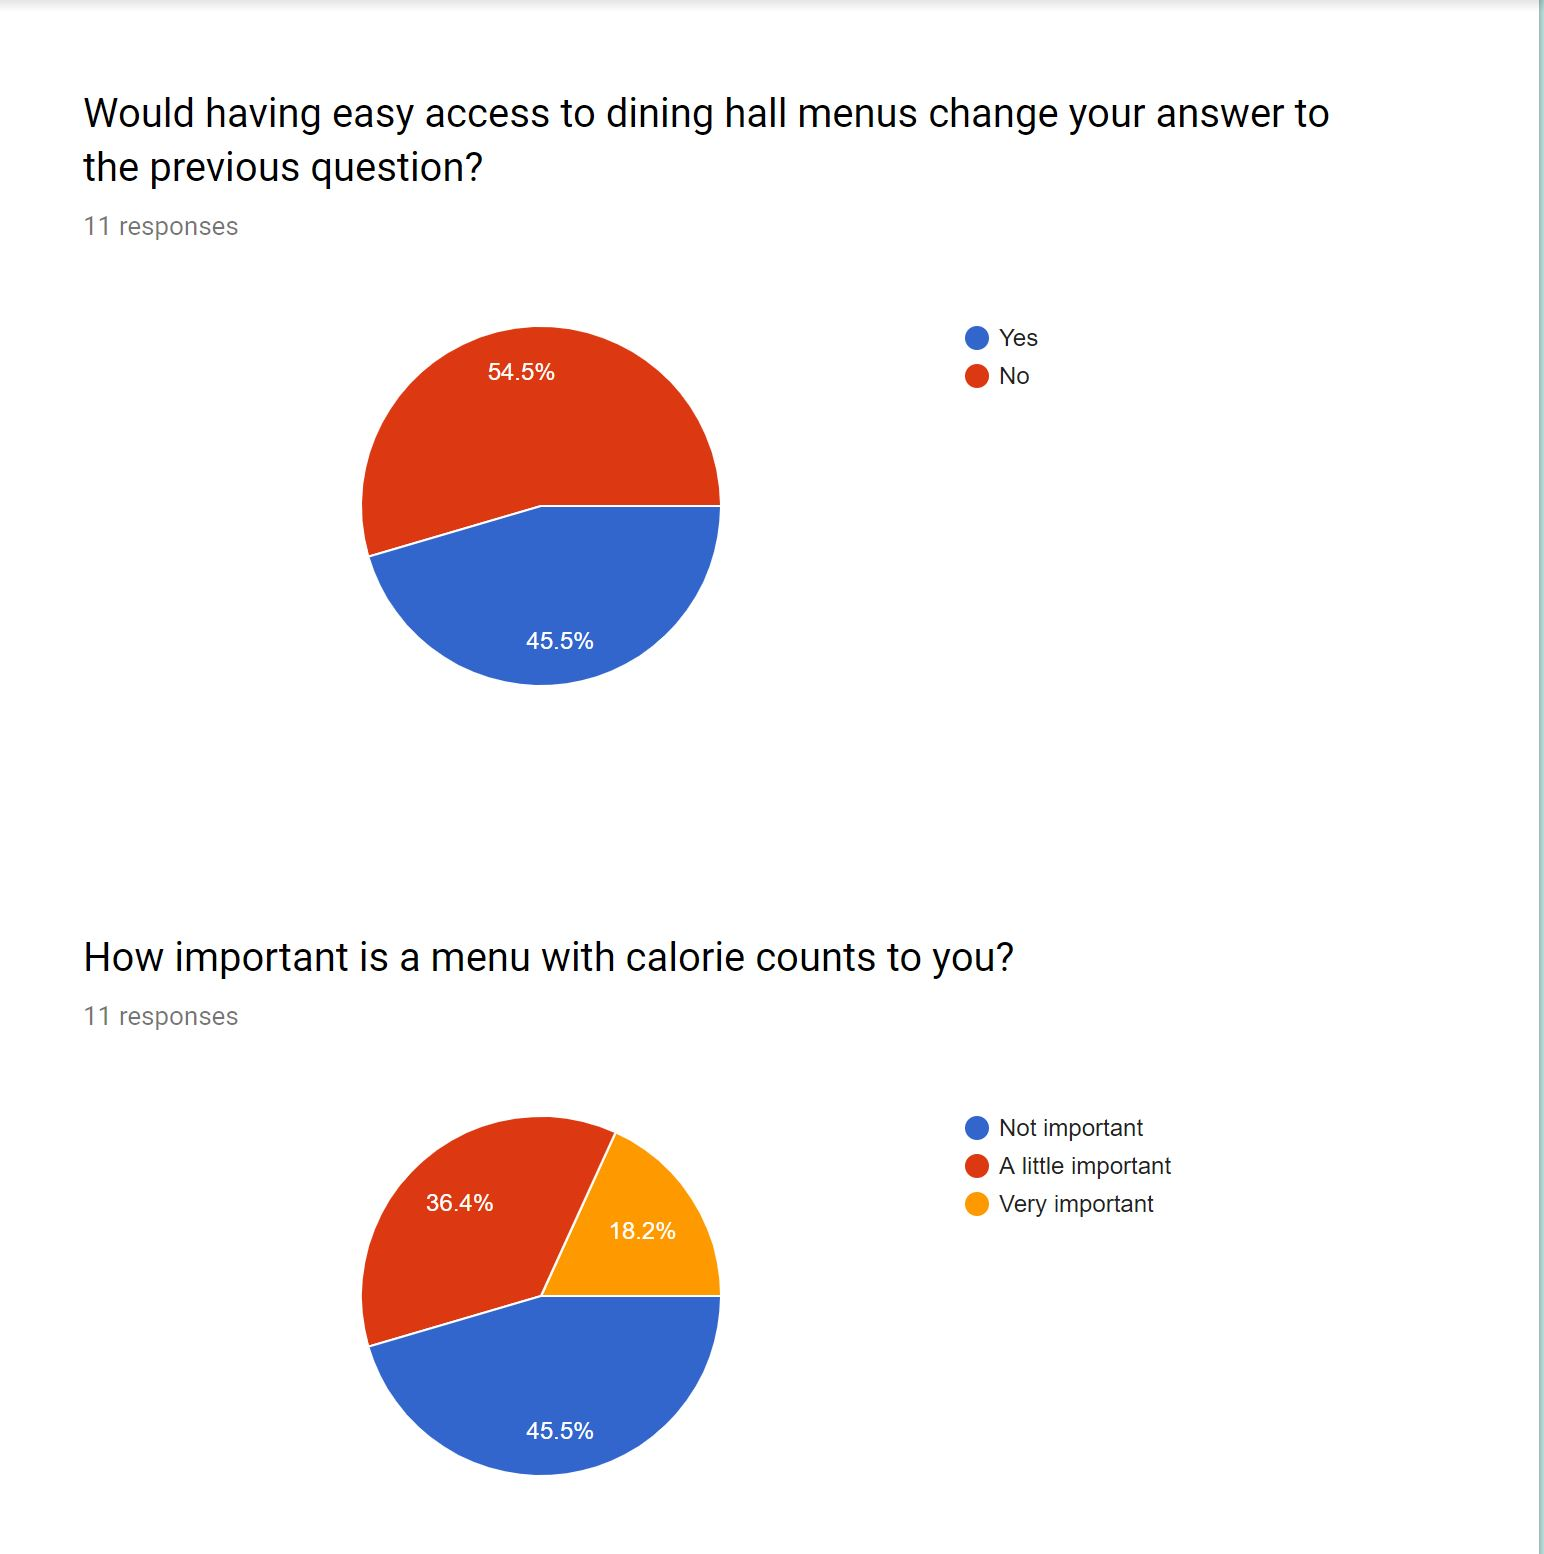 Would having easy access to dining hall menus change your answer to
the previous question?
11 responses
54.5%
45.5%
Yes
No
How important is a menu with calorie counts to you?
11 responses
36.4%
18.2%
45.5%
Not important
A little important
Very important